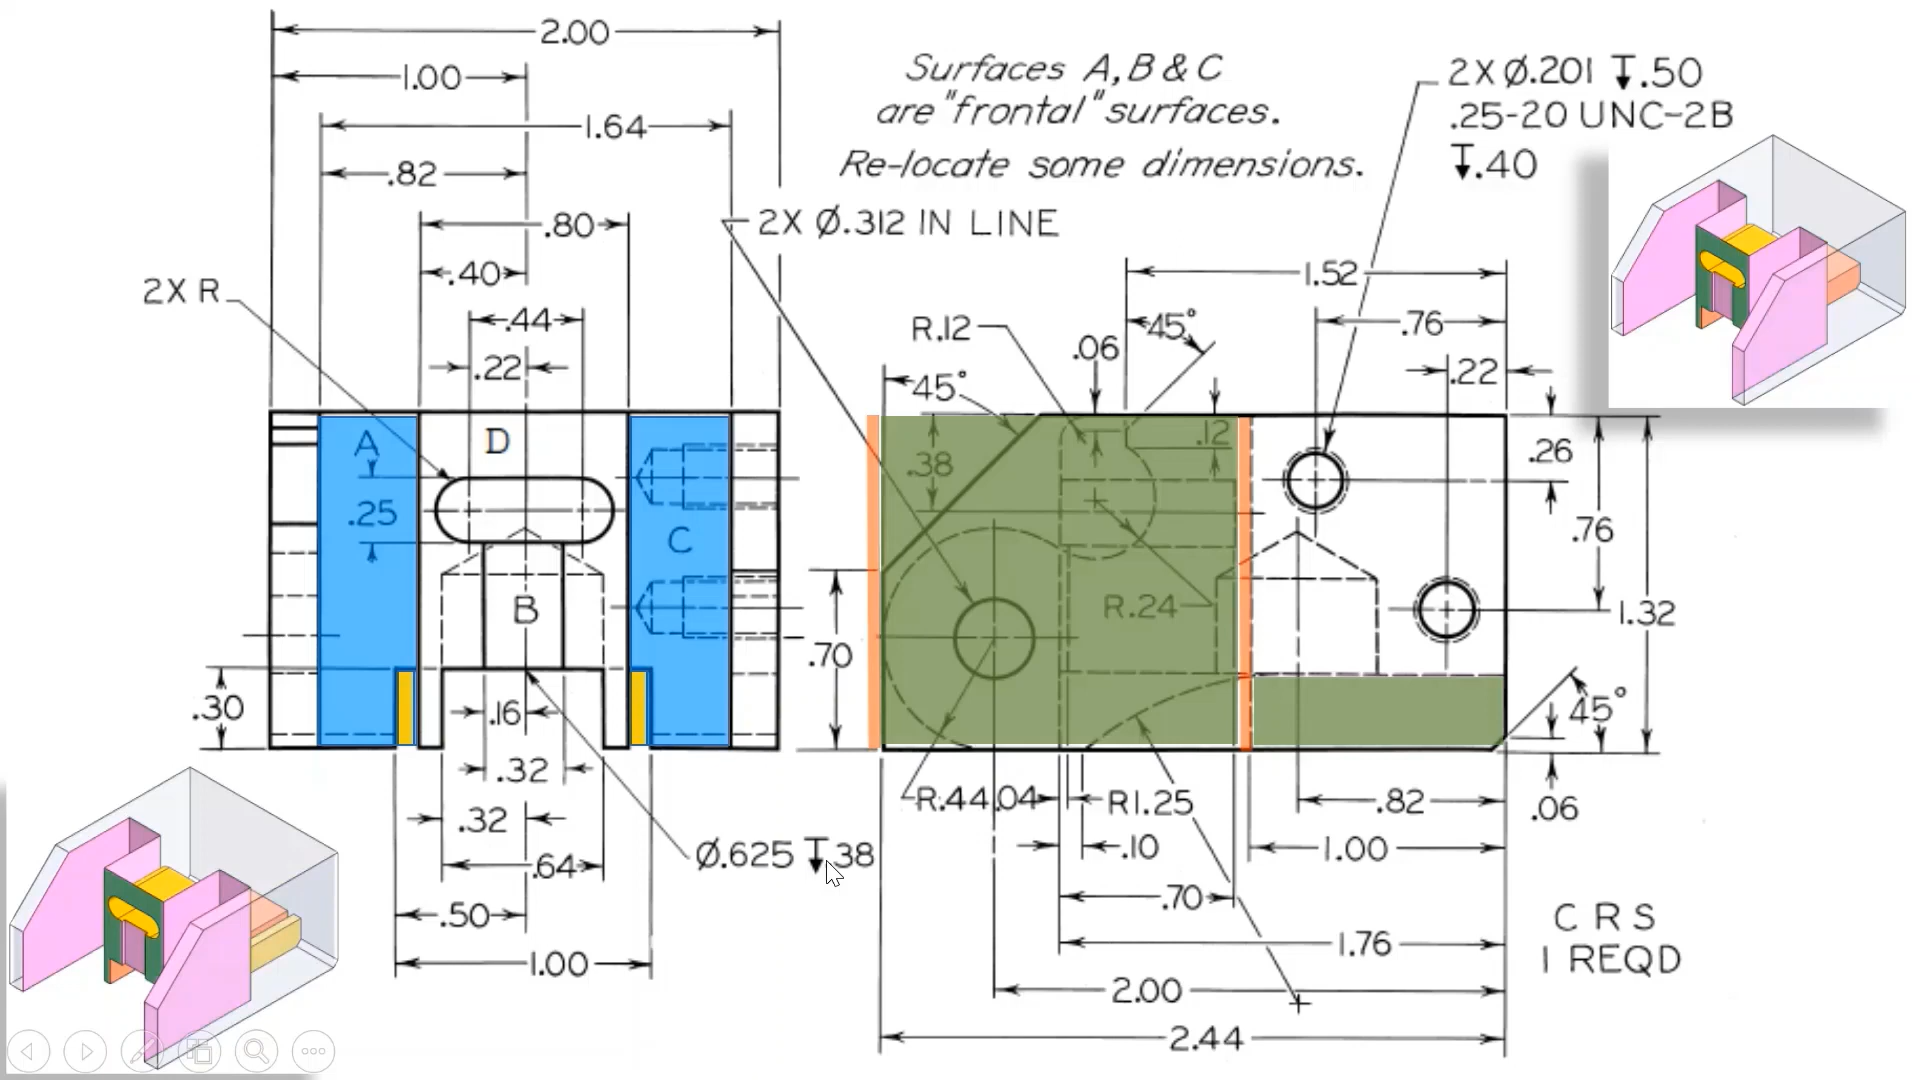 2.00
1.00
1.64
.82
.80
.40
2X R
.44
.22
Surfaces A, B & C
are "frontal" surfaces.
Re-locate some dimensions.
2X Ø.312 IN LINE
2X Ø.201 ↧.50
.25-20 UNC-2B
↧.40
1.52
.76
.22
R.12
.06
45°
45°
.38
.12
.26
.76
1.32
A
D
.25
C
B
R.24
.70
.30
.16
.32
.32
.64
.50
1.00
Ø.625 ↧.38
R.44
.04
R1.25
.10
.70
.82
1.00
45°
.06
1.76
2.00
2.44
C R S
1 REQD